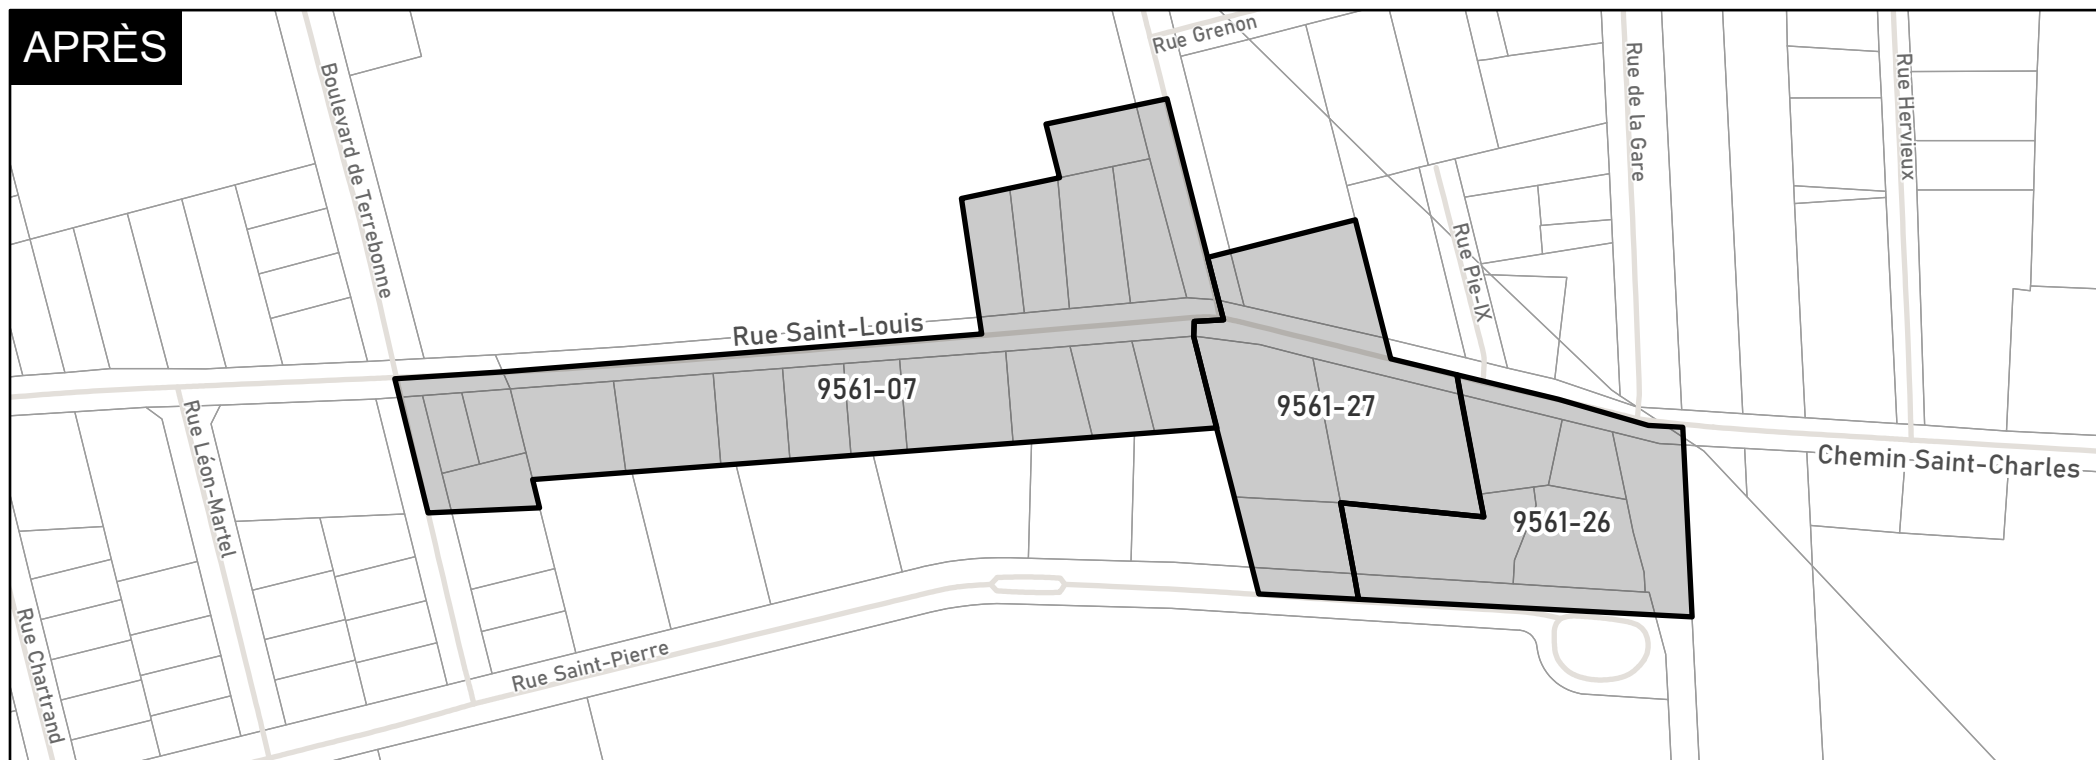 APRÈS
Rue Grenon
Boulevard de Terrebonne
Rue de la Gare
Rue Hervieux
Rue Pie-IX
Rue Saint-Louis
9561-07
9561-27
Rue Léon-Martel
Chemin Saint-Charles
9561-26
Rue Chartrand
Rue Saint-Pierre